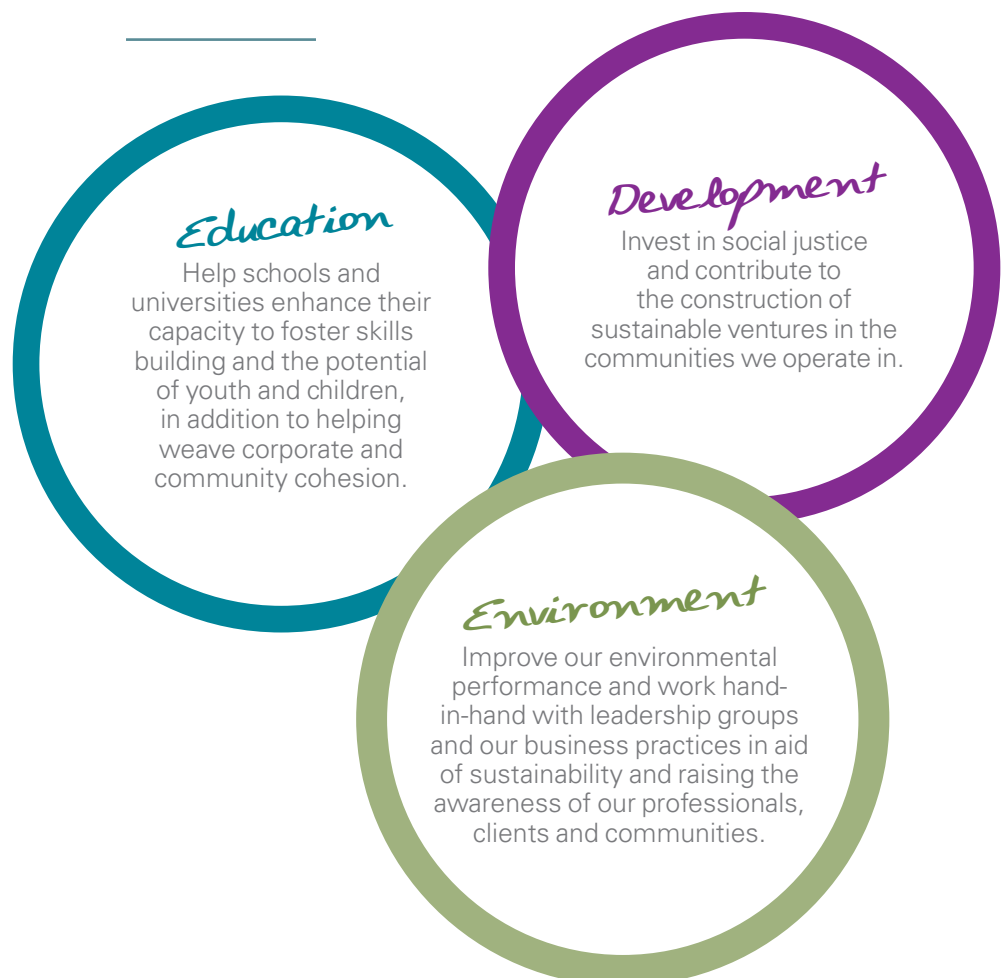 Education
Help schools and
universities enhance their
capacity to foster skills
building and the potential
of youth and children,
in addition to helping
weave corporate and
community cohesion.
Development
Invest in social justice
and contribute to
the construction of
sustainable ventures in the
communities we operate in.
Environment
Improve our environmental
performance and work hand-
in-hand with leadership groups
and our business practices in aid
of sustainability and raising the
awareness of our professionals,
clients and communities.